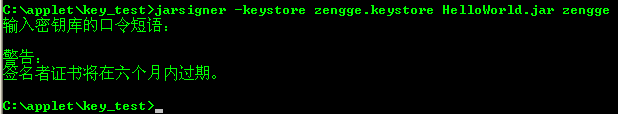 C:\applet\key_test>jarsigner -keystore zengge.keystore HelloWorld.jar zengge
输入密钥库的口令短语：
警告：
签名者证书将在六个月内过期。
C:\applet\key_test>